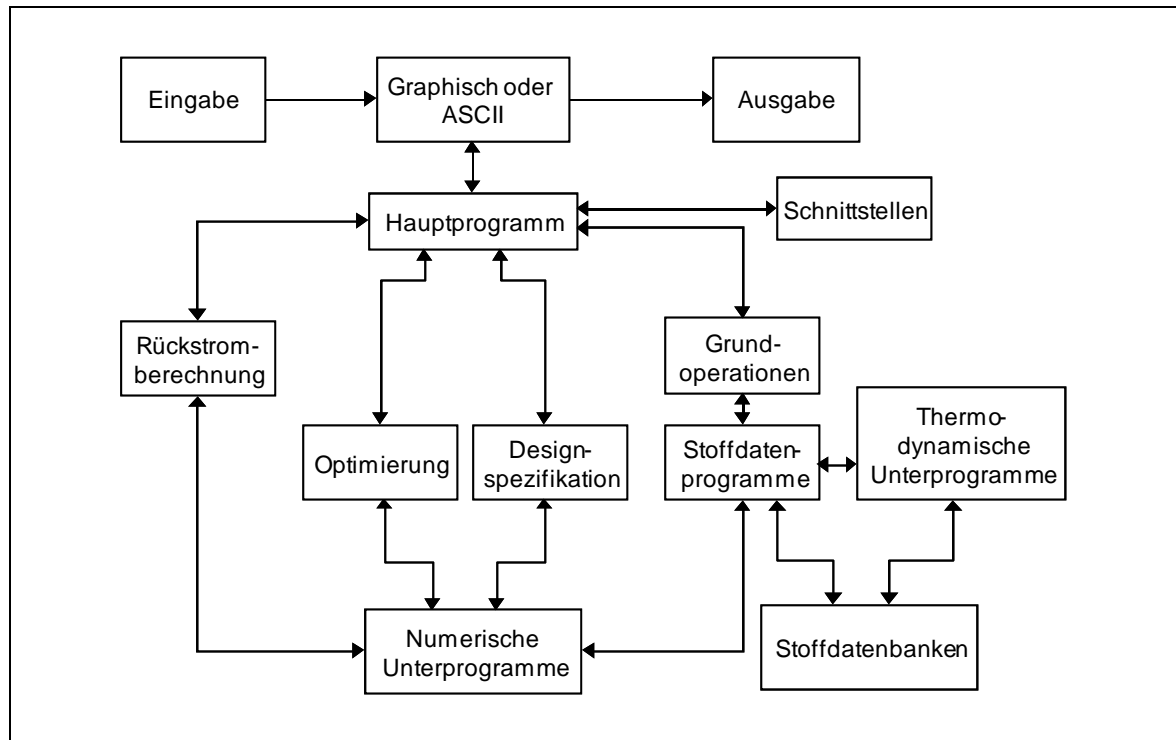 Eingabe
Graphisch oder
ASCII
Ausgabe
Hauptprogramm
Schnittstellen
Rückstrom-
berechnung
Grund-
operationen
Optimierung
Design-
spezifikation
Stoffdaten-
programme
Thermo-
dynamische
Unterprogramme
Numerische
Unterprogramme
Stoffdatenbanken